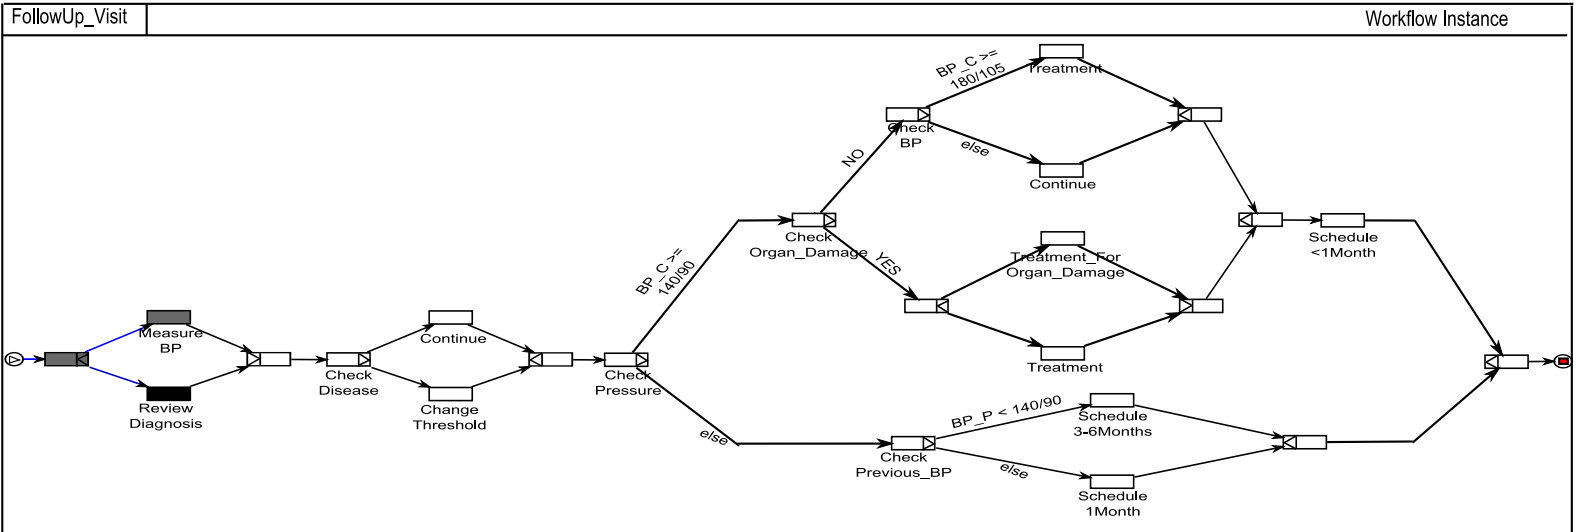 FollowUp_Visit
Workflow Instance
Measure
BP
Review
Diagnosis
Check
Disease
Continue
Change
Threshold
Check
Pressure
BP_C >=
140/90
else
Check
Organ_Damage
NO
YES
Check
BP
BP_C >=
180/105
else
Treatment
Continue
Treatment_For
Organ_Damage
Treatment
Schedule
<1Month
Check
Previous_BP
BP_P < 140/90
else
Schedule
3-6Months
Schedule
1Month